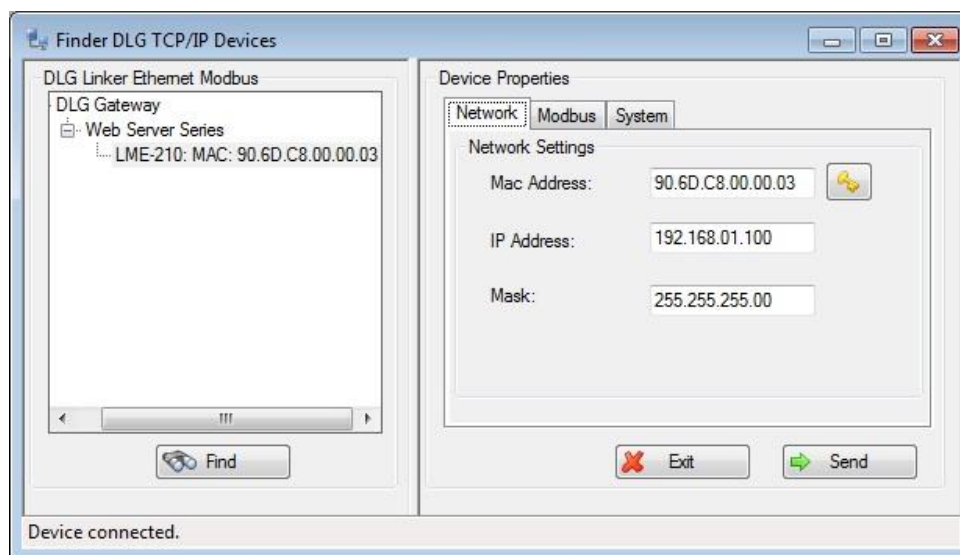 Finder DLG TCP/IP Devices
DLG Linker Ethernet Modbus
DLG Gateway
Web Server Series
LME-210: MAC: 90.6D.C8.00.00.03
Find
Device Properties
Network Modbus System
Network Settings
Mac Address: 90.6D.C8.00.00.03
IP Address: 192.168.01.100
Mask: 255.255.255.00
Exit Send
Device connected.